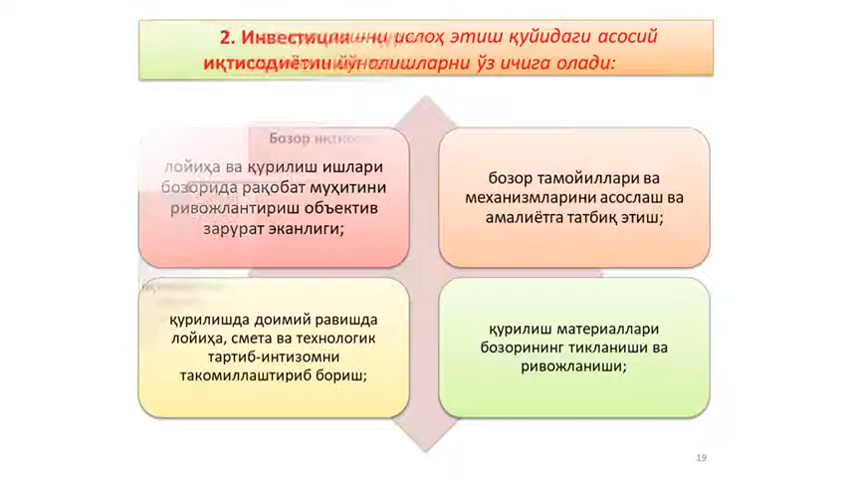 2. Инвестиция ислоҳ этиш қуйидаги асосий
йўналишларни ўз ичига олади:
Бозор
лойиҳа ва қурилиш ишлари
бозорида рақобат муҳитини
ривожлантириш объектив
зарурат эканлиги;
бозор тамойиллари ва
механизмларини асослаш ва
амалиётга татбиқ этиш;
қурилишда доимий равишда
лойиҳа, смета ва технологик
тартиб-интизомни
такомиллаштириб бориш;
қурилиш материаллари
бозорининг тикланиши ва
ривожланиши;
19